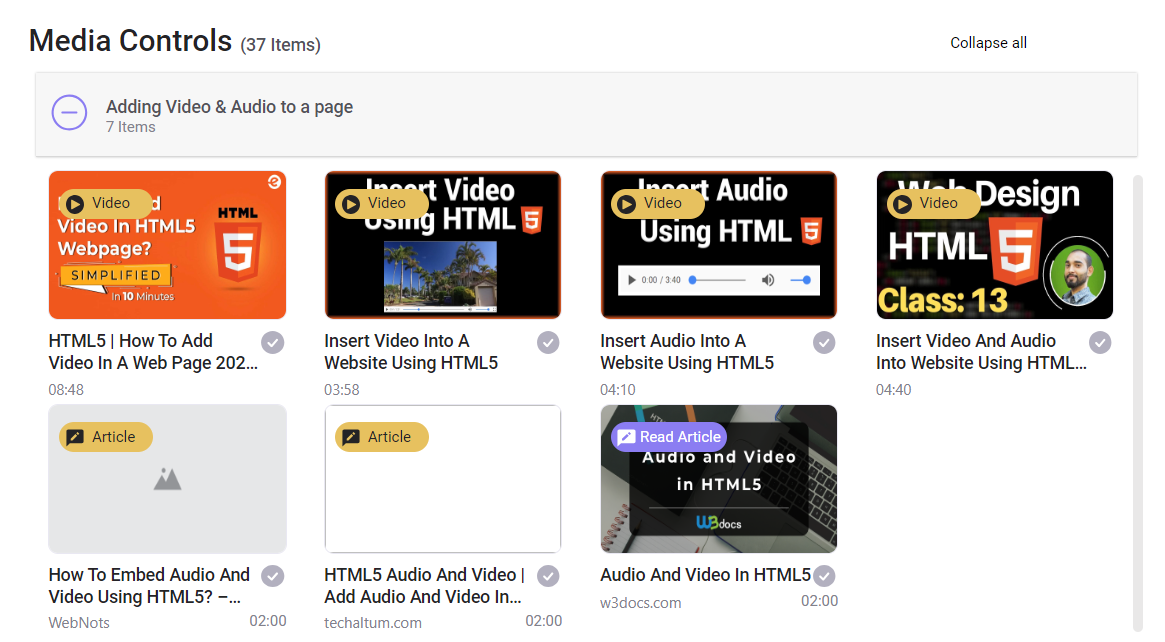 Media Controls (37 Items)
Collapse all
Adding Video & Audio to a page
7 Items
Video
d
Video In HTML5
Webpage?
SIMPLIFIED
In 10 Minutes
HTML
5
e
HTML5 | How To Add
Video In A Web Page 202...
08:48
Video
Insert Video
Using HTML 5
Insert Video Into A
Website Using HTML5
03:58
Video
Insert Audio
Using HTML 5
0:00 / 3:40
Insert Audio Into A
Website Using HTML5
04:10
Video
Web Design
HTML 5
Class: 13
Insert Video And Audio
Into Website Using HTML...
04:40
Article
How To Embed Audio And
Video Using HTML5? –...
WebNots
02:00
Article
HTML5 Audio And Video |
Add Audio And Video In...
techaltum.com
02:00
Read Article
Audio and Video
in HTML5
W3docs
Audio And Video In HTML5
w3docs.com
02:00